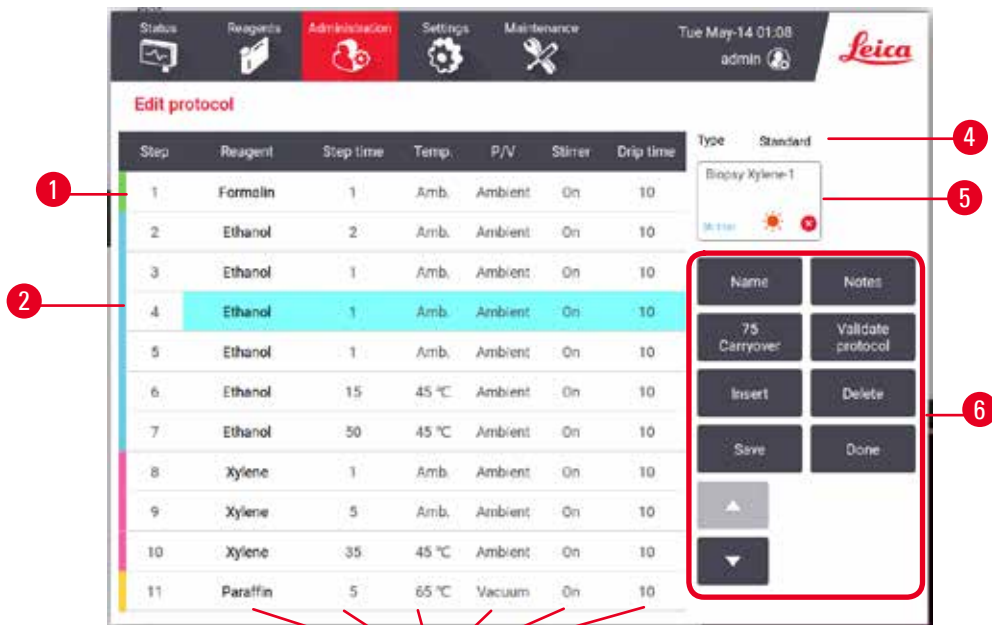 Status Reagents Administration Settings Maintenance Tue May-14 01:08
admin Leica
Edit protocol
Step Reagent Step time Temp. P/V Stirrer Drip time
Type Standard 4
Biopsy Xylene-1 5
1 1 Formalin 1 Amb. Ambient On 10
2 Ethanol 2 Amb. Ambient On 10
3 Ethanol 1 Amb. Ambient On 10
2 4 Ethanol 1 Amb. Ambient On 10
5 Ethanol 1 Amb. Ambient On 10
6 Ethanol 15 45 °C Ambient On 10
7 Ethanol 50 45 °C Ambient On 10
8 Xylene 1 Amb. Ambient On 10
9 Xylene 5 Amb. Ambient On 10
10 Xylene 35 45 °C Ambient On 10
11 Paraffin 5 65 °C Vacuum On 10
Name Notes
75
Carryover
Validate
protocol
Insert Delete
6
Save Done